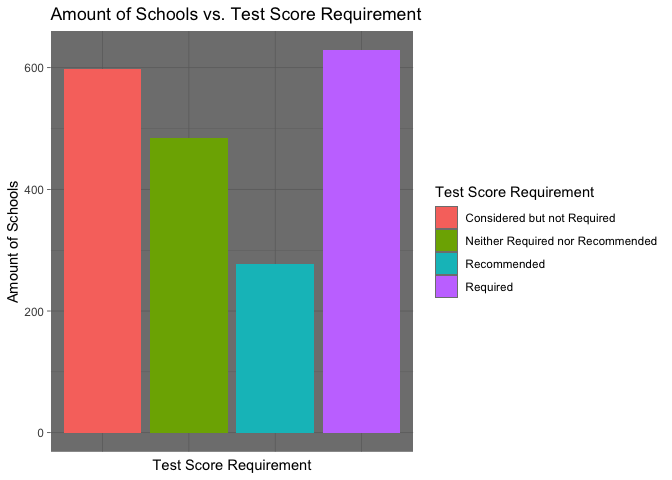 Amount of Schools vs. Test Score Requirement
600
400
200
0
Amount of Schools
Test Score Requirement
Test Score Requirement
Considered but not Required
Neither Required nor Recommended
Recommended
Required